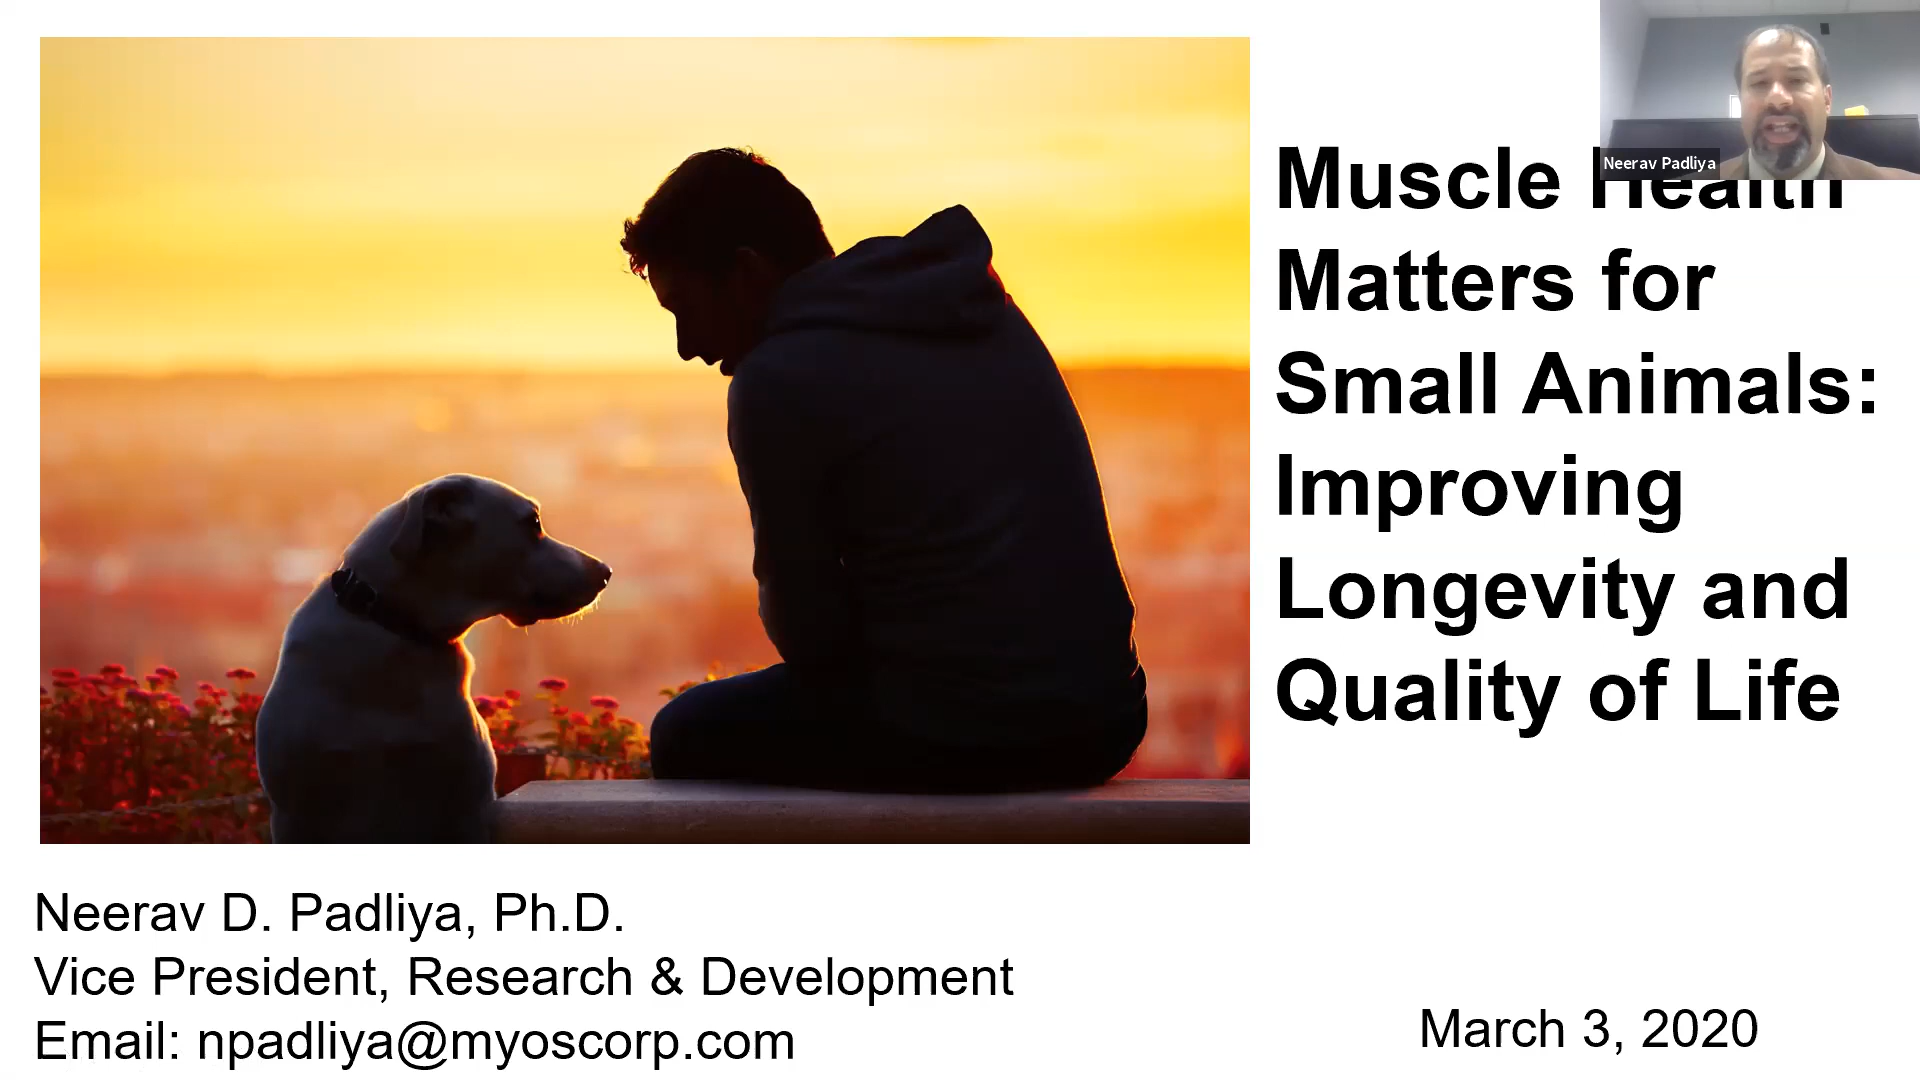 Neerav Padliya
Muscle Health
Matters for
Small Animals:
Improving
Longevity and
Quality of Life
Neerav D. Padliya, Ph.D.
Vice President, Research & Development
Email: npadliya@myoscorp.com
March 3, 2020